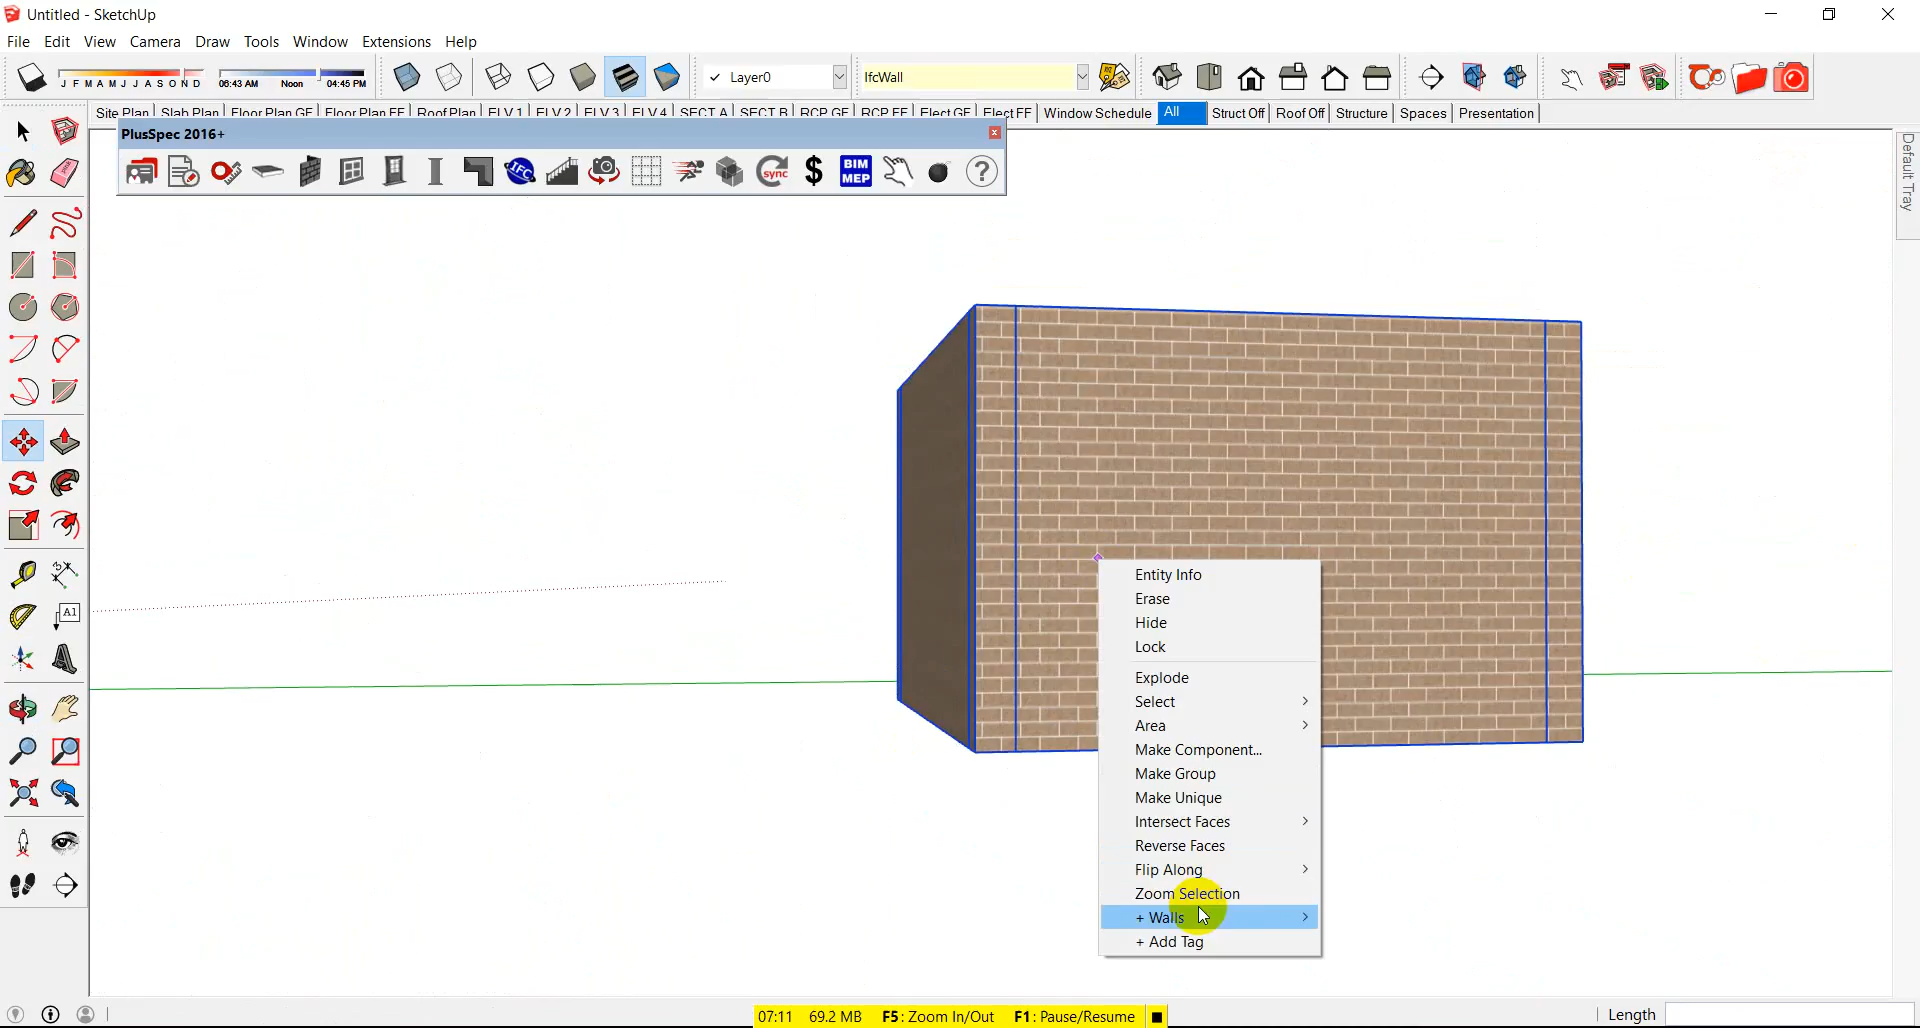 Untitled - SketchUp
File Edit View Camera Draw Tools Window Extensions Help
J F M A M J J A S O N D
06:43 AM Noon 04:45 PM
Layer0
IfcWall
Site Plan Slab Plan Floor Plan GF Floor Plan FF Roof Plan ELV 1 ELV 2 ELV 3 ELV 4 SECT A SECT B RCP GF RCP FF Elect GF Elect FF Window Schedule All Struct Off Roof Off Structure Spaces Presentation
PlusSpec 2016+
IFC
sync
$
BIM
MEP
?
Default Tray
A1
Entity Info
Erase
Hide
Lock
Explode
Select
Area
Make Component...
Make Group
Make Unique
Intersect Faces
Reverse Faces
Flip Along
Zoom Selection
+ Walls
+ Add Tag
07:11 69.2 MB F5: Zoom In/Out F1: Pause/Resume
Length